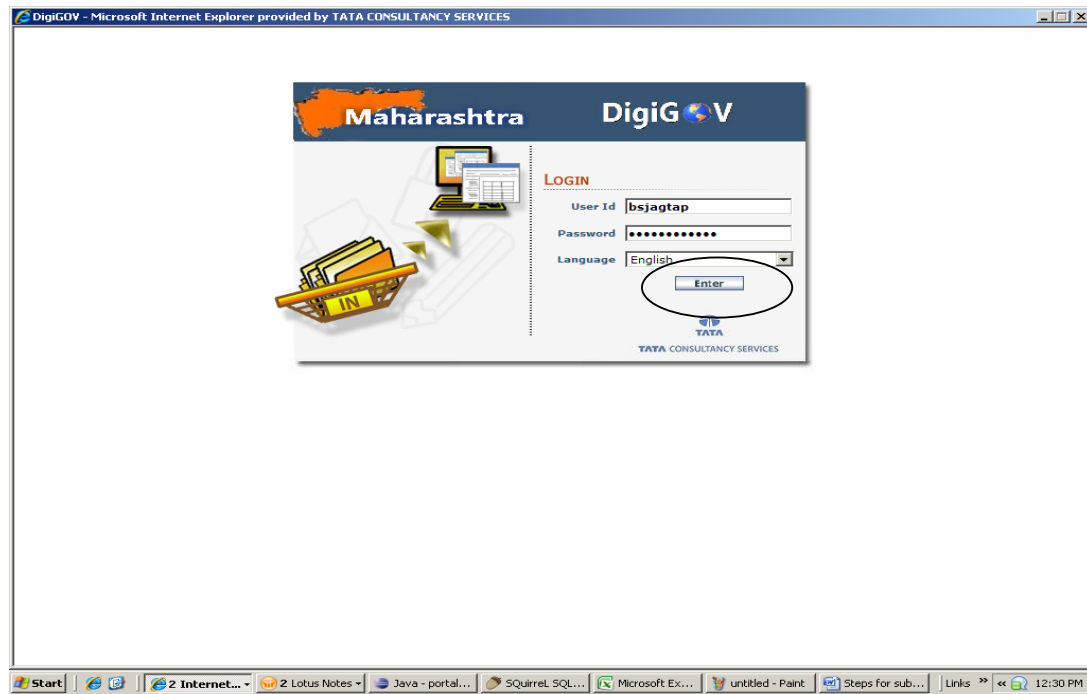 DigiGOV - Microsoft Internet Explorer provided by TATA CONSULTANCY SERVICES
Maharashtra
DigiGOV
LOGIN
User Id bsjagtap
Password ••••••••••••
Language English
Enter
IN
TATA
TATA CONSULTANCY SERVICES
Start 2 Internet... 2 Lotus Notes Java - portal... SQuirreL SQL... Microsoft Ex... untitled - Paint Steps for sub... Links » « 12:30 PM